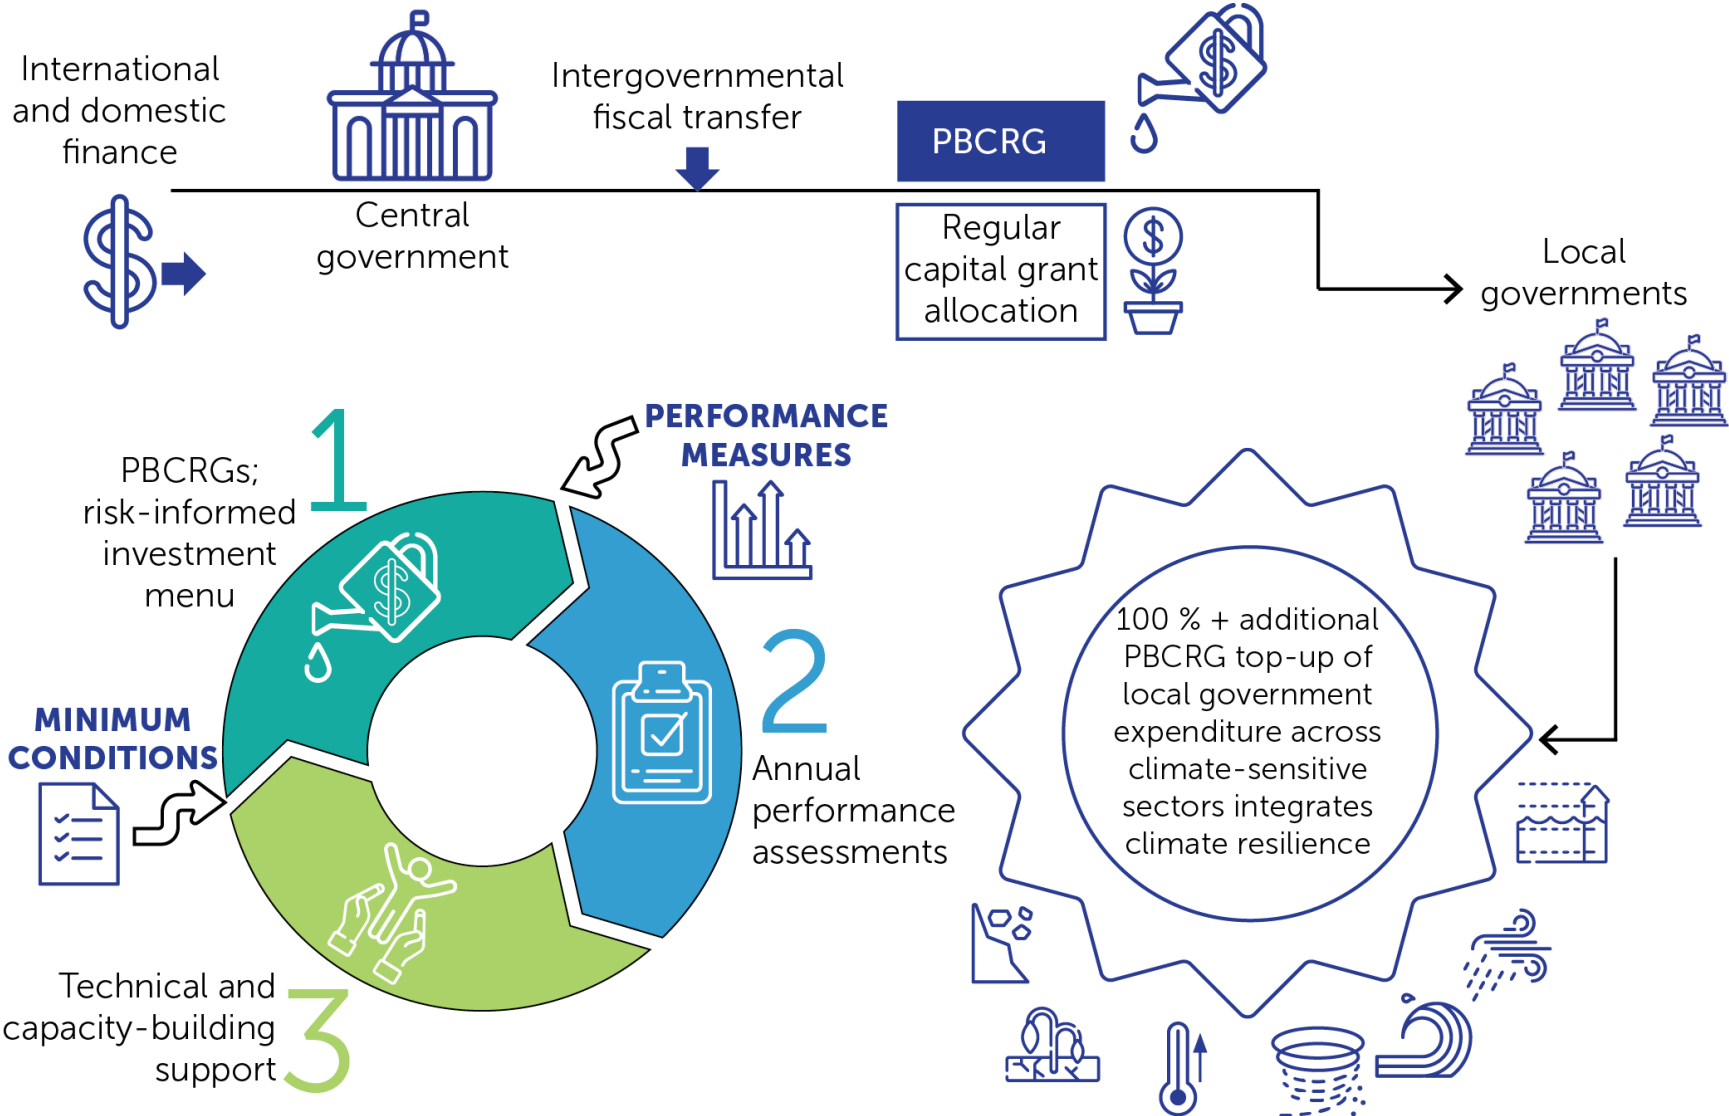 International
and domestic
finance
Central
government
Intergovernmental
fiscal transfer
PBCRG
Regular
capital grant
allocation
Local
governments
1
PBCRGs;
risk-informed
investment
menu
PERFORMANCE
MEASURES
2
Annual
performance
assessments
MINIMUM
CONDITIONS
3
Technical and
capacity-building
support
100 % + additional
PBCRG top-up of
local government
expenditure across
climate-sensitive
sectors integrates
climate resilience